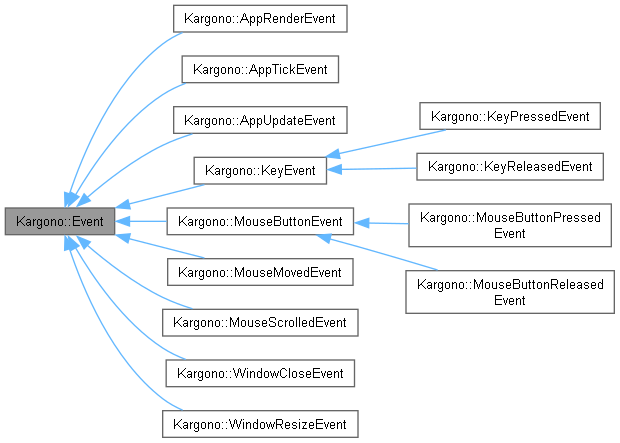 Kargono::AppRenderEvent
Kargono::AppTickEvent
Kargono::AppUpdateEvent
Kargono::KeyPressedEvent
Kargono::KeyEvent
Kargono::KeyReleasedEvent
Kargono::Event
Kargono::MouseButtonEvent
Kargono::MouseButtonPressed
Event
Kargono::MouseMovedEvent
Kargono::MouseButtonReleased
Event
Kargono::MouseScrolledEvent
Kargono::WindowCloseEvent
Kargono::WindowResizeEvent